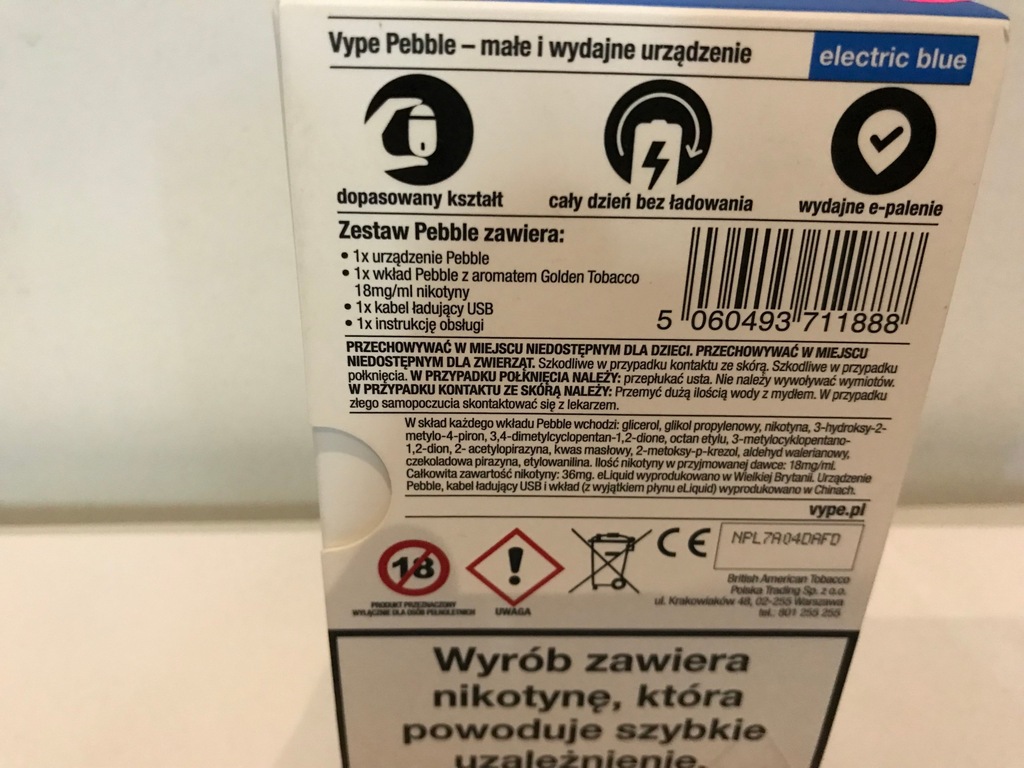 Vype Pebble – małe i wydajne urządzenie
electric blue
dopasowany kształt
cały dzień bez ładowania
wydajne e-palenie
Zestaw Pebble zawiera:
• 1x urządzenie Pebble
• 1x wkład Pebble z aromatem Golden Tobacco
18mg/ml nikotyny
• 1x kabel ładujący USB
• 1x instrukcję obsługi
5 060493 711888
PRZECHOWYWAĆ W MIEJSCU NIEDOSTĘPNYM DLA DZIECI. PRZECHOWYWAĆ W MIEJSCU
NIEDOSTĘPNYM DLA ZWIERZĄT. Szkodliwe w przypadku kontaktu ze skórą. Szkodliwe w przypadku
połknięcia. W PRZYPADKU POŁKNIĘCIA NALEŻY: przepłukać usta. Nie należy wywoływać wymiotów.
W PRZYPADKU KONTAKTU ZE SKÓRĄ NALEŻY: Przemyć dużą ilością wody z mydłem. W przypadku
złego samopoczucia skontaktować się z lekarzem.
W skład każdego wkładu Pebble wchodzi: glicerol, glikol propylenowy, nikotyna, 3-hydroksy-2-
metylo-4-piron, 3,4-dimetylcyclopentan-1,2-dione, octan etylu, 3-metylocyklopentano-
1,2-dion, 2- acetylopirazyna, kwas masłowy, 2-metoksy-p-krezol, aldehyd walerianowy,
czekoladowa pirazyna, etylowanilina. Ilość nikotyny w przyjmowanej dawce: 18mg/ml.
Całkowita zawartość nikotyny: 36mg. eLiquid wyprodukowano w Wielkiej Brytanii. Urządzenie
Pebble, kabel ładujący USB i wkład (z wyjątkiem płynu eLiquid) wyprodukowano w Chinach.
vype.pl
18
PRODUKT PRZEZNACZONY
WYŁĄCZNIE DLA OSÓB PEŁNOLETNICH
UWAGA
CE
NPL7A04DAFD
British American Tobacco
Polska Trading Sp. z o.o.
ul. Krakowiaków 48, 02-255 Warszawa
tel.: 801 255 255
Wyrób zawiera
nikotynę, która
powoduje szybkie
uzależnienie.